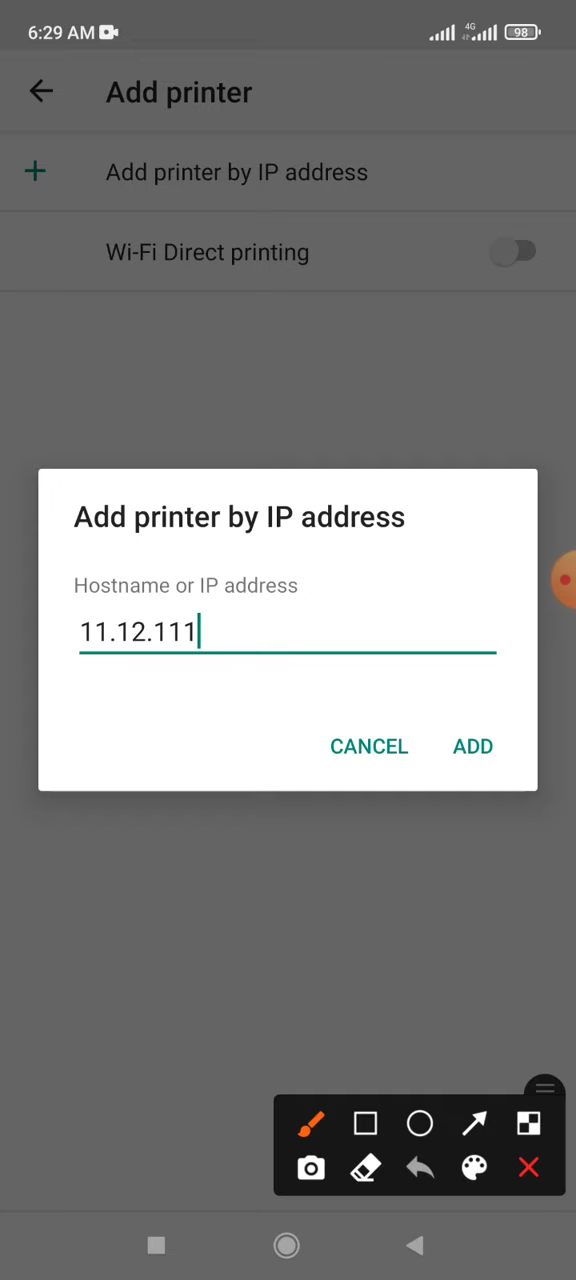 6:29 AM 4G 98
Add printer
Add printer by IP address
Wi-Fi Direct printing
Add printer by IP address
Hostname or IP address
11.12.111
CANCEL ADD